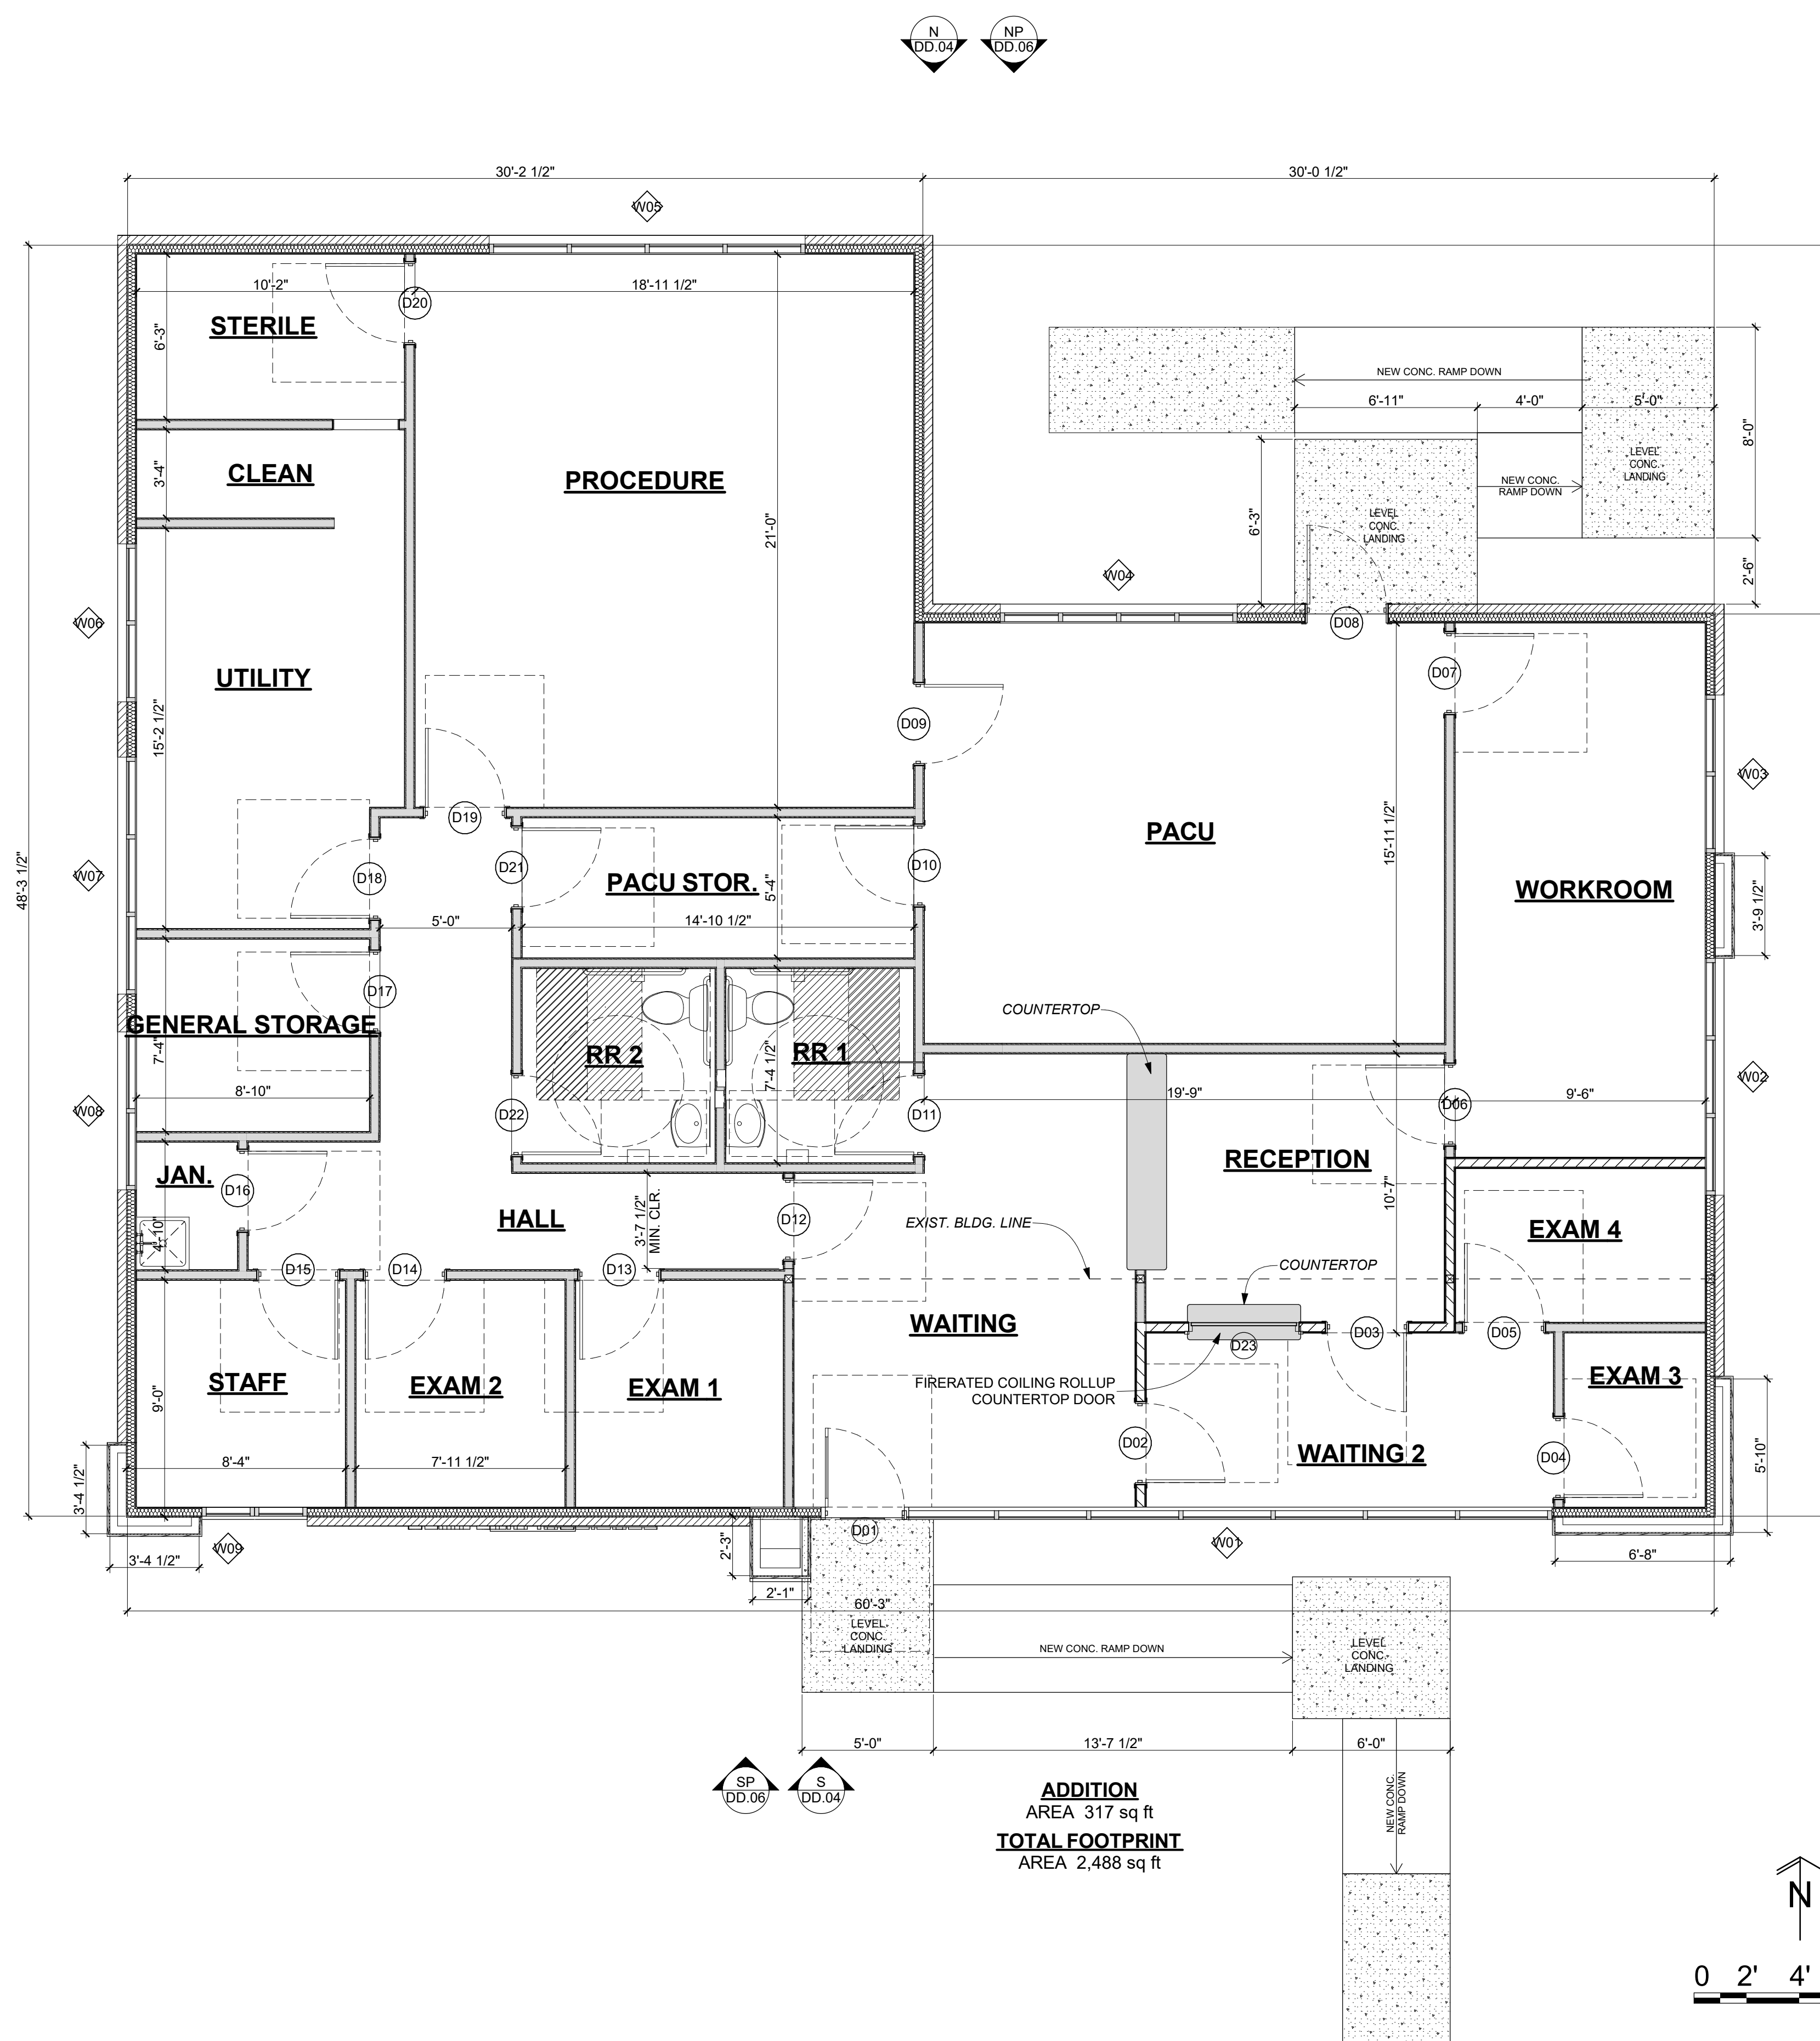 N
DD.04
NP
DD.06
30'-2 1/2"
30'-0 1/2"
W05
10'-2"
18'-11 1/2"
D20
STERILE
6'-3"
NEW CONC. RAMP DOWN
6'-11"
4'-0"
5'-0"
8'-0"
CLEAN
3'-4"
PROCEDURE
LEVEL
CONC.
LANDING
NEW CONC.
RAMP DOWN
LEVEL
CONC.
LANDING
6'-3"
21'-0"
W04
2'-6"
W06
D08
UTILITY
D07
D09
15'-2 1/2"
W03
D19
PACU
15'-11 1/2"
48'-3 1/2"
W07
D18
D21
PACU STOR.
5'-4"
D10
WORKROOM
3'-9 1/2"
5'-0"
14'-10 1/2"
D17
COUNTERTOP
GENERAL STORAGE
7'-4"
RR 2
RR 1
7'-4 1/2"
W02
8'-10"
19'-9"
9'-6"
W08
D22
D11
D06
RECEPTION
JAN.
D16
10'-7"
HALL
3'-7 1/2"
MIN. CLR.
D12
EXIST. BLDG. LINE
EXAM 4
4'-10"
D15
D14
D13
COUNTERTOP
WAITING
D23
D03
D05
STAFF
EXAM 2
EXAM 1
FIRERATED COILING ROLLUP
COUNTERTOP DOOR
EXAM 3
9'-0"
D02
WAITING 2
D04
5'-10"
8'-4"
7'-11 1/2"
3'-4 1/2"
D01
W09
W01
3'-4 1/2"
2'-3"
6'-8"
2'-1"
60'-3"
LEVEL
CONC.
LANDING
NEW CONC. RAMP DOWN
LEVEL
CONC.
LANDING
5'-0"
13'-7 1/2"
6'-0"
SP
DD.06
S
DD.04
ADDITION
AREA 317 sq ft
TOTAL FOOTPRINT
AREA 2,488 sq ft
NEW CONC.
RAMP DOWN
N
0 2' 4'